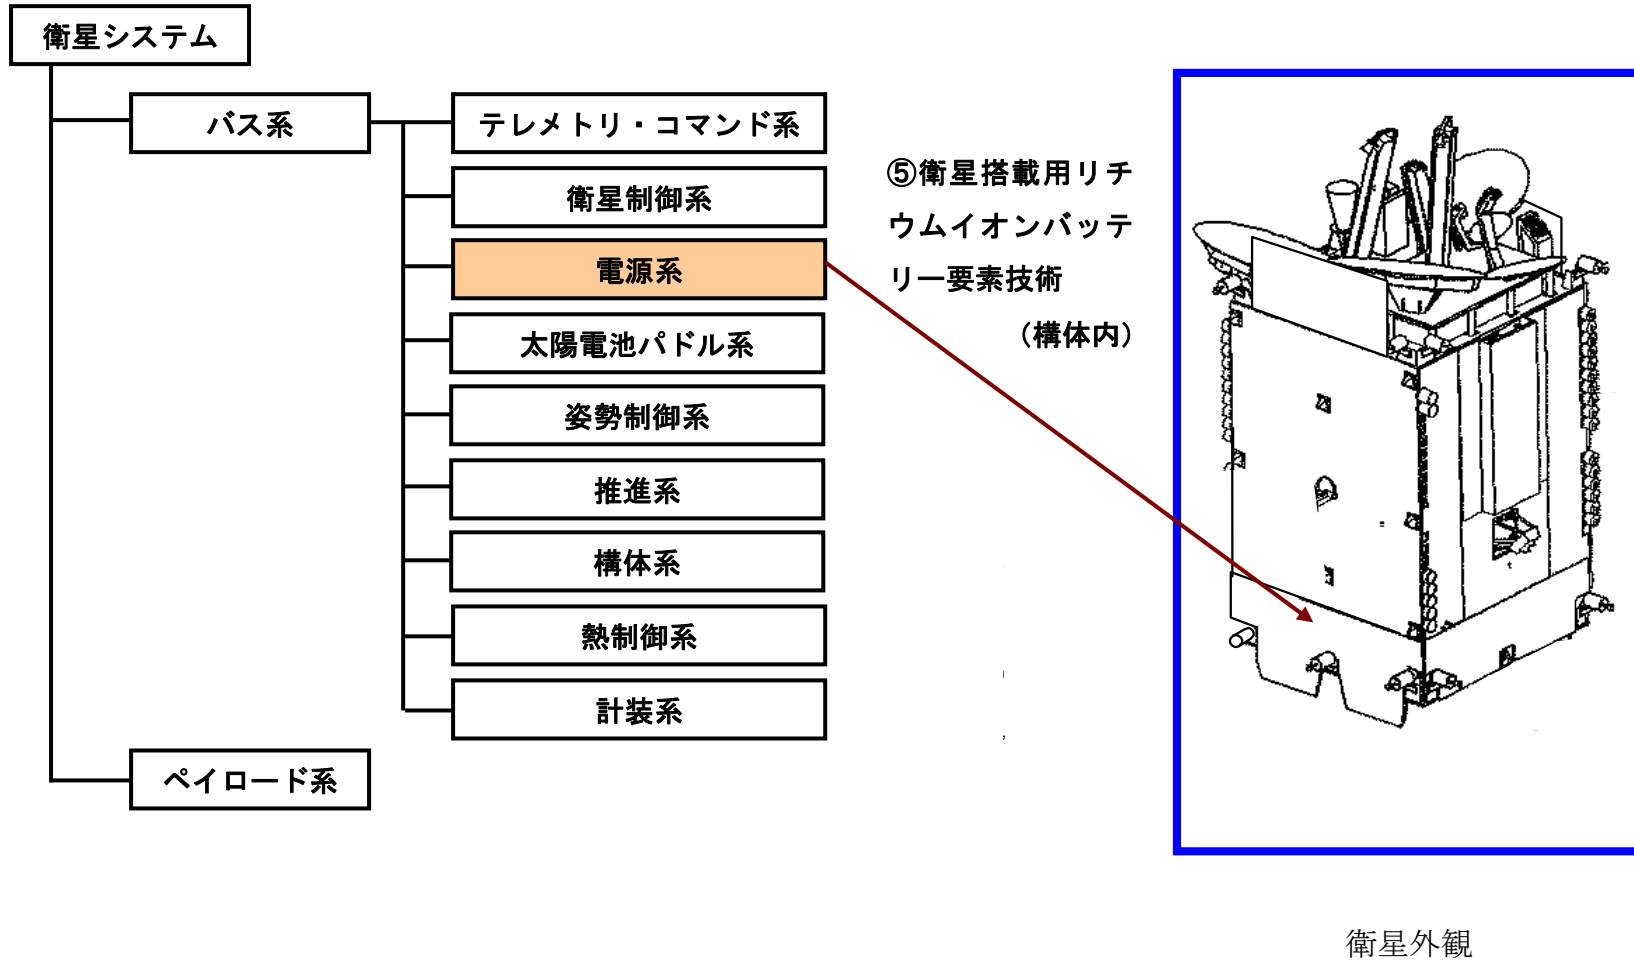 衛星システム
バス系
テレメトリ・コマンド系
衛星制御系
電源系
太陽電池パドル系
姿勢制御系
推進系
構体系
熱制御系
計装系
ペイロード系
⑤衛星搭載用リチ
ウムイオンバッテ
リー要素技術
（構体内）
衛星外観